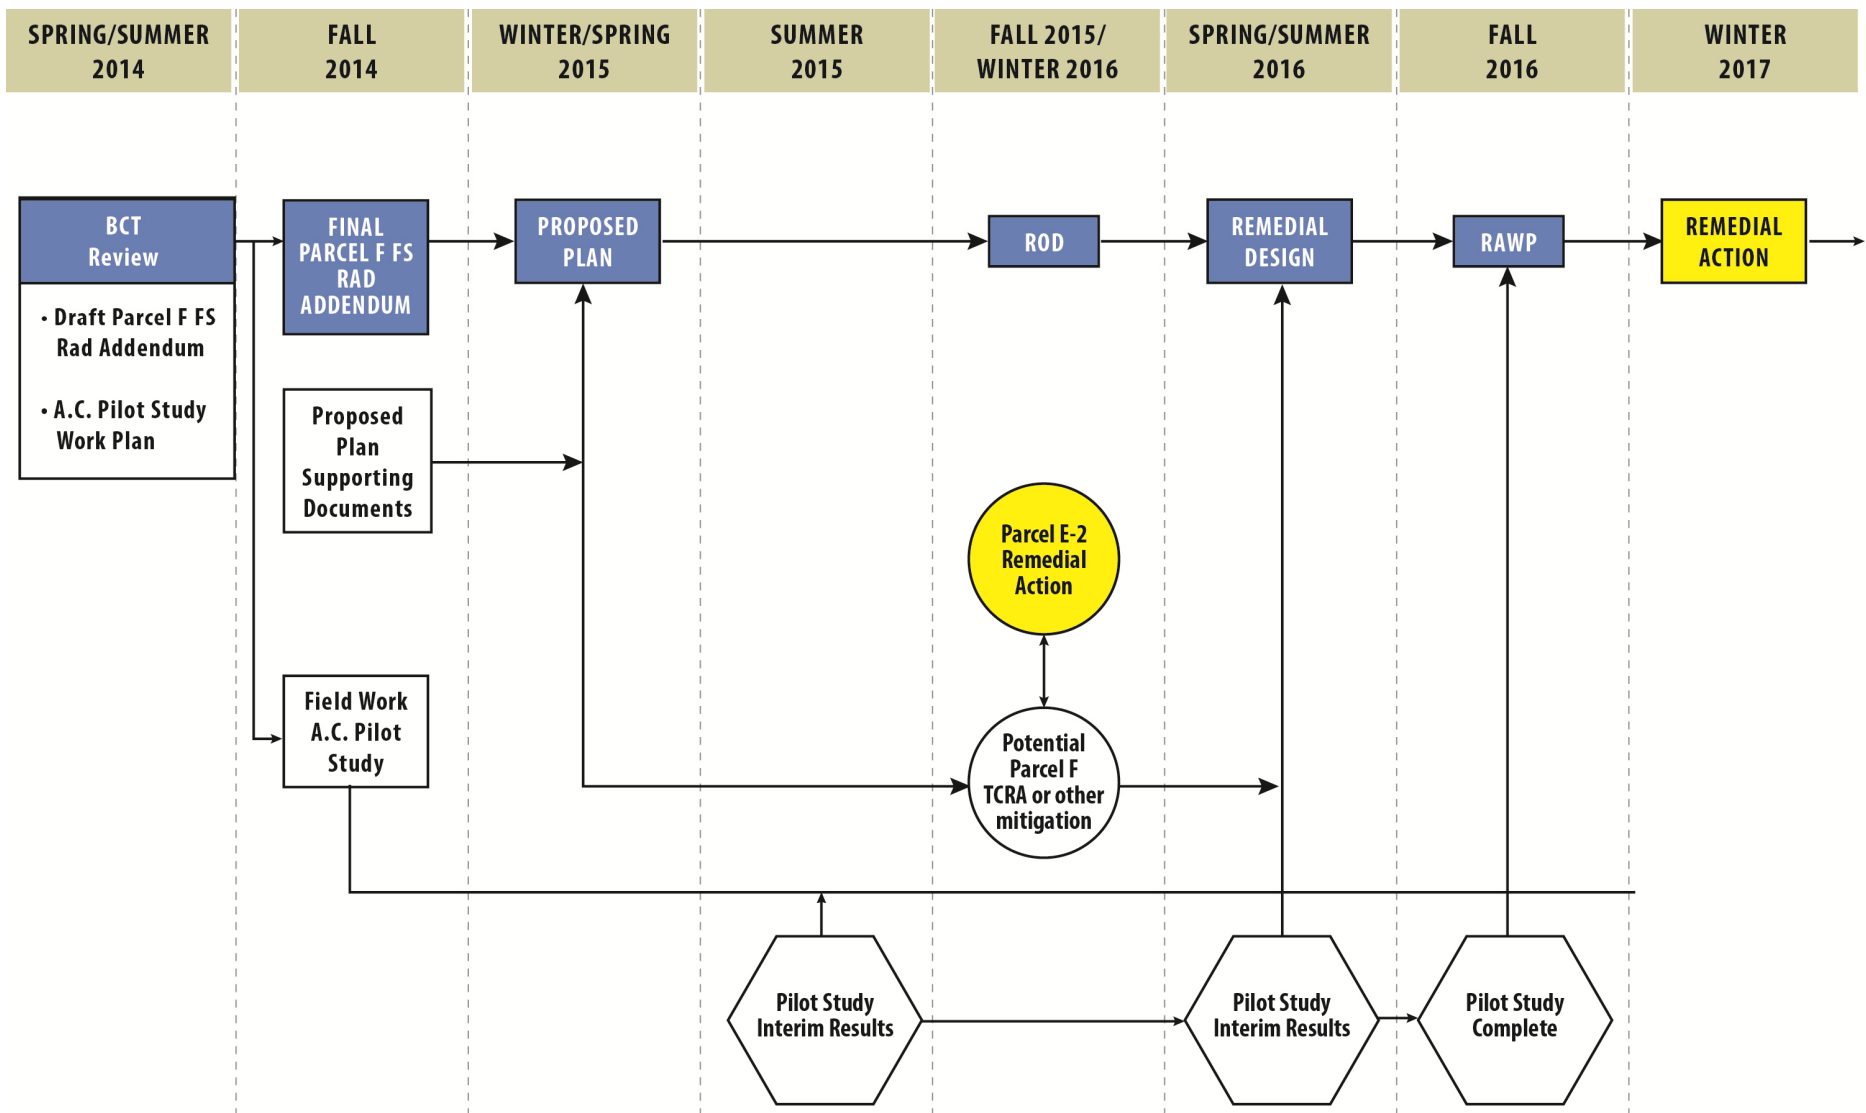 SPRING/SUMMER
2014
FALL
2014
WINTER/SPRING
2015
SUMMER
2015
FALL 2015/
WINTER 2016
SPRING/SUMMER
2016
FALL
2016
WINTER
2017
BCT
Review
• Draft Parcel F FS
Rad Addendum
• A.C. Pilot Study
Work Plan
FINAL
PARCEL F FS
RAD
ADDENDUM
PROPOSED
PLAN
ROD
REMEDIAL
DESIGN
RAWP
REMEDIAL
ACTION
Proposed
Plan
Supporting
Documents
Parcel E-2
Remedial
Action
Field Work
A.C. Pilot
Study
Potential
Parcel F
TCRA or other
mitigation
Pilot Study
Interim Results
Pilot Study
Interim Results
Pilot Study
Complete